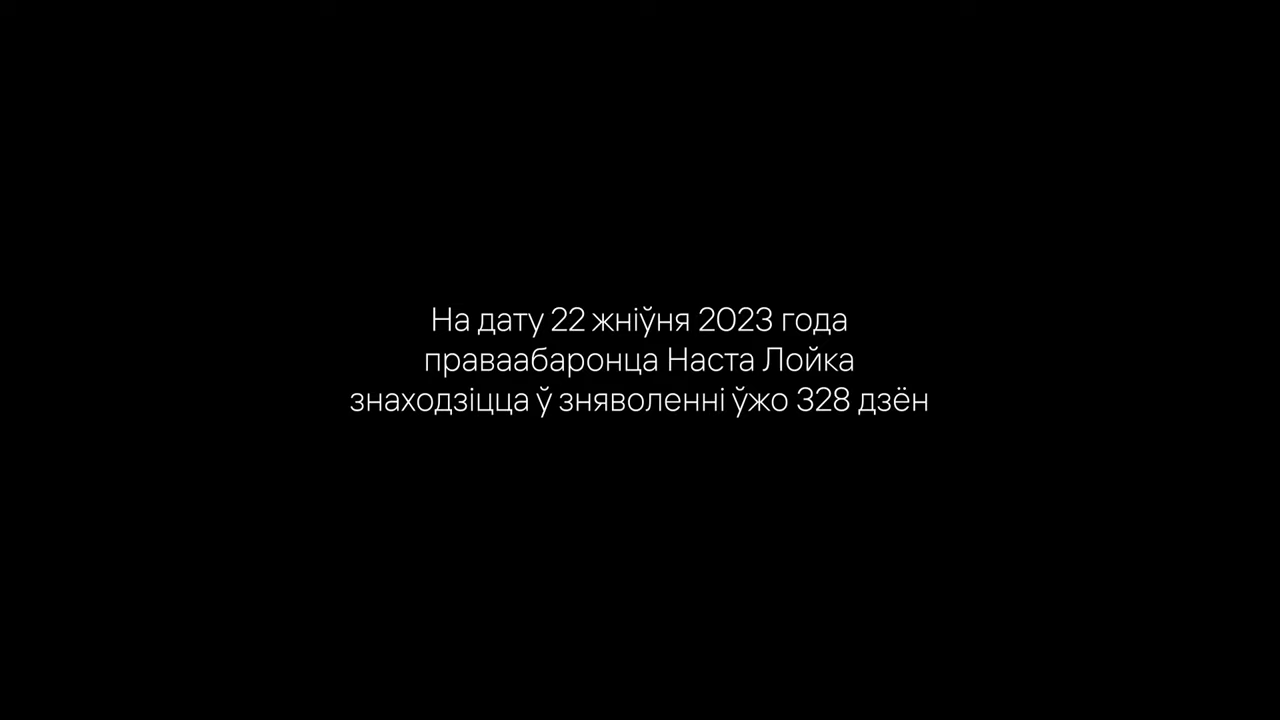 На дату 22 жніўня 2023 года
праваабаронца Наста Лойка
знаходзіцца ў зняволенні ўжо 328 дзён